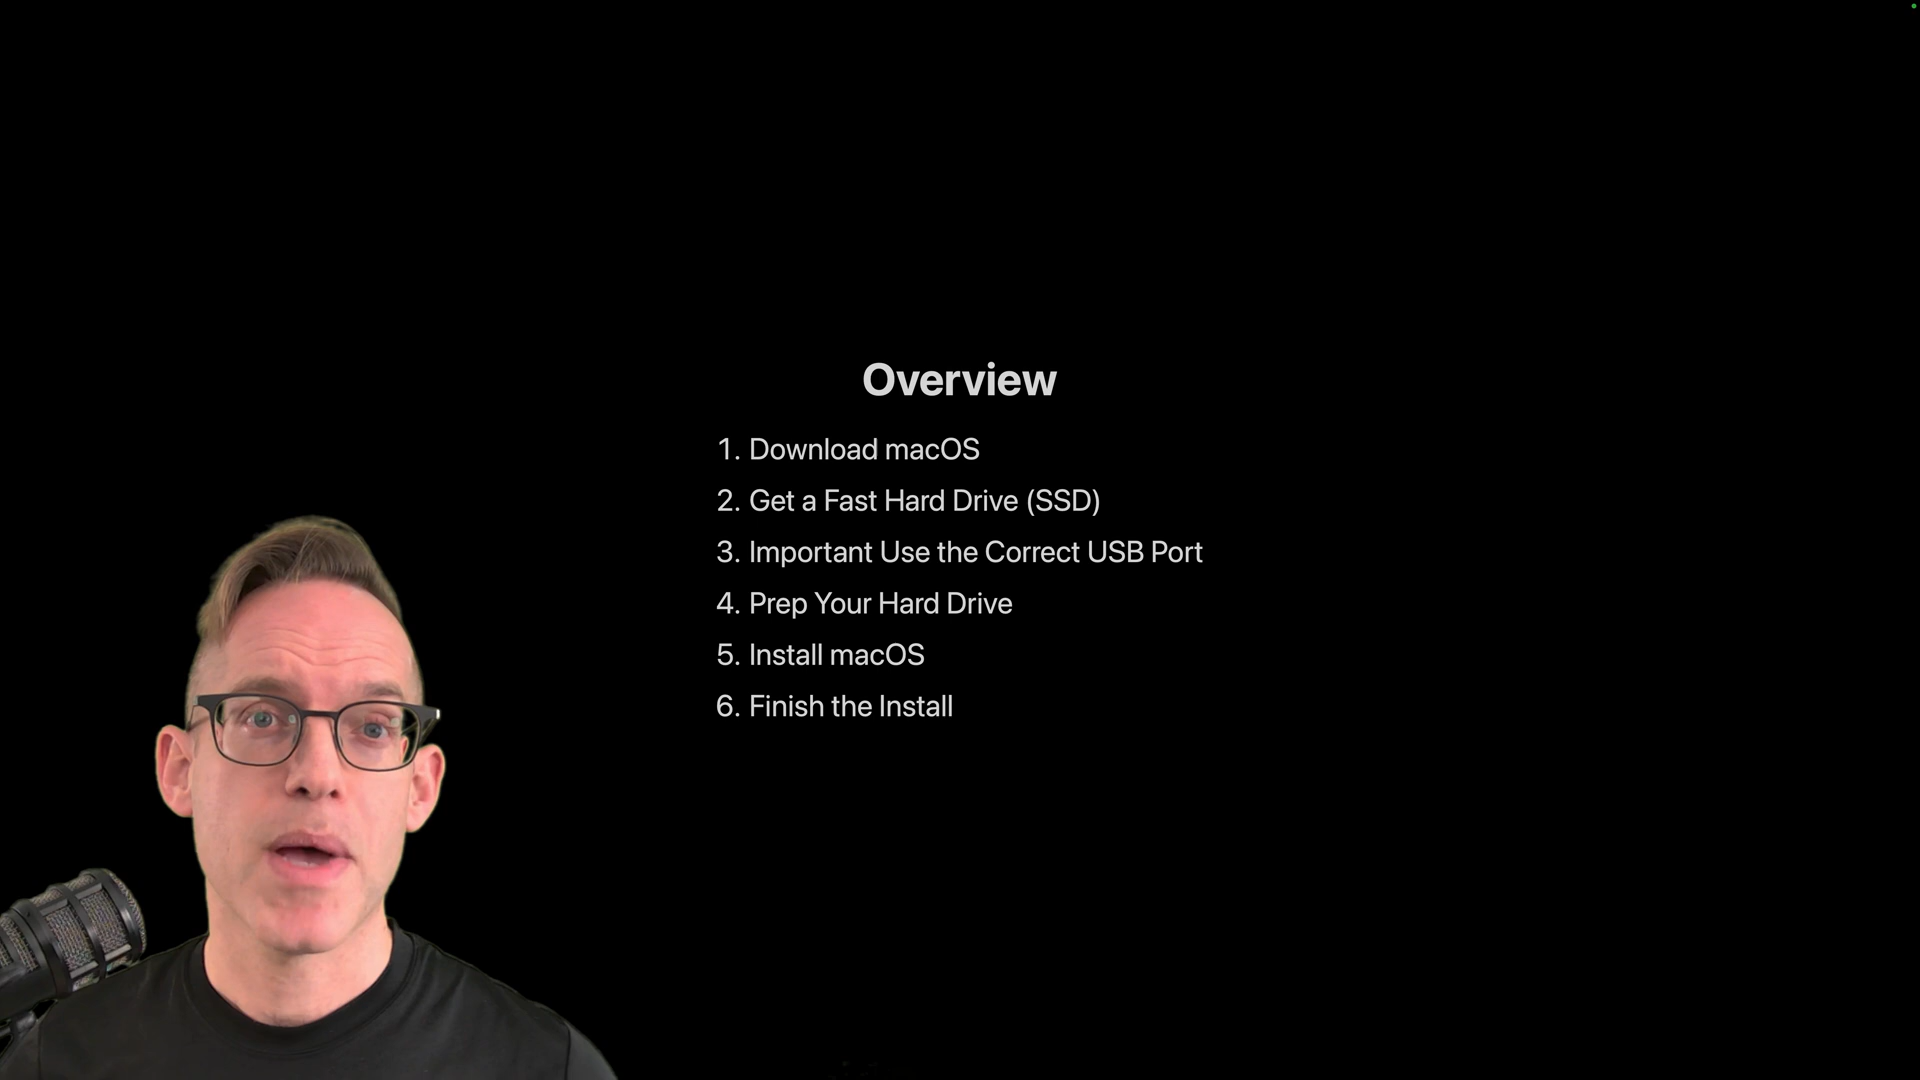 Overview
1. Download macOS
2. Get a Fast Hard Drive (SSD)
3. Important Use the Correct USB Port
4. Prep Your Hard Drive
5. Install macOS
6. Finish the Install